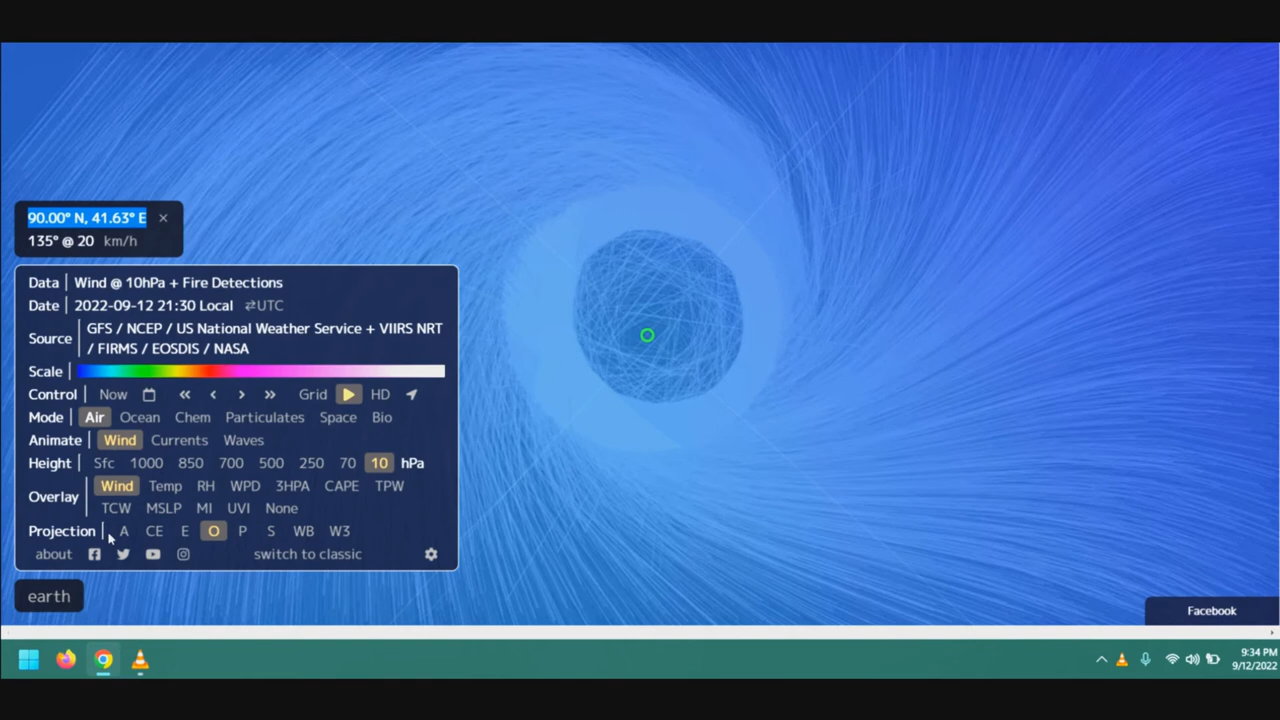 90.00° N, 41.63° E ×
135° @ 20 km/h
Data | Wind @ 10hPa + Fire Detections
Date | 2022-09-12 21:30 Local ⇄UTC
Source | GFS / NCEP / US National Weather Service + VIIRS NRT
/ FIRMS / EOSDIS / NASA
Scale
Control | Now « ‹ › » Grid HD
Mode | Air Ocean Chem Particulates Space Bio
Animate | Wind Currents Waves
Height | Sfc 1000 850 700 500 250 70 10 hPa
Overlay | Wind Temp RH WPD 3HPA CAPE TPW
TCW MSLP MI UVI None
Projection | A CE E O P S WB W3
about switch to classic
earth
Facebook
9:34 PM
9/12/2022